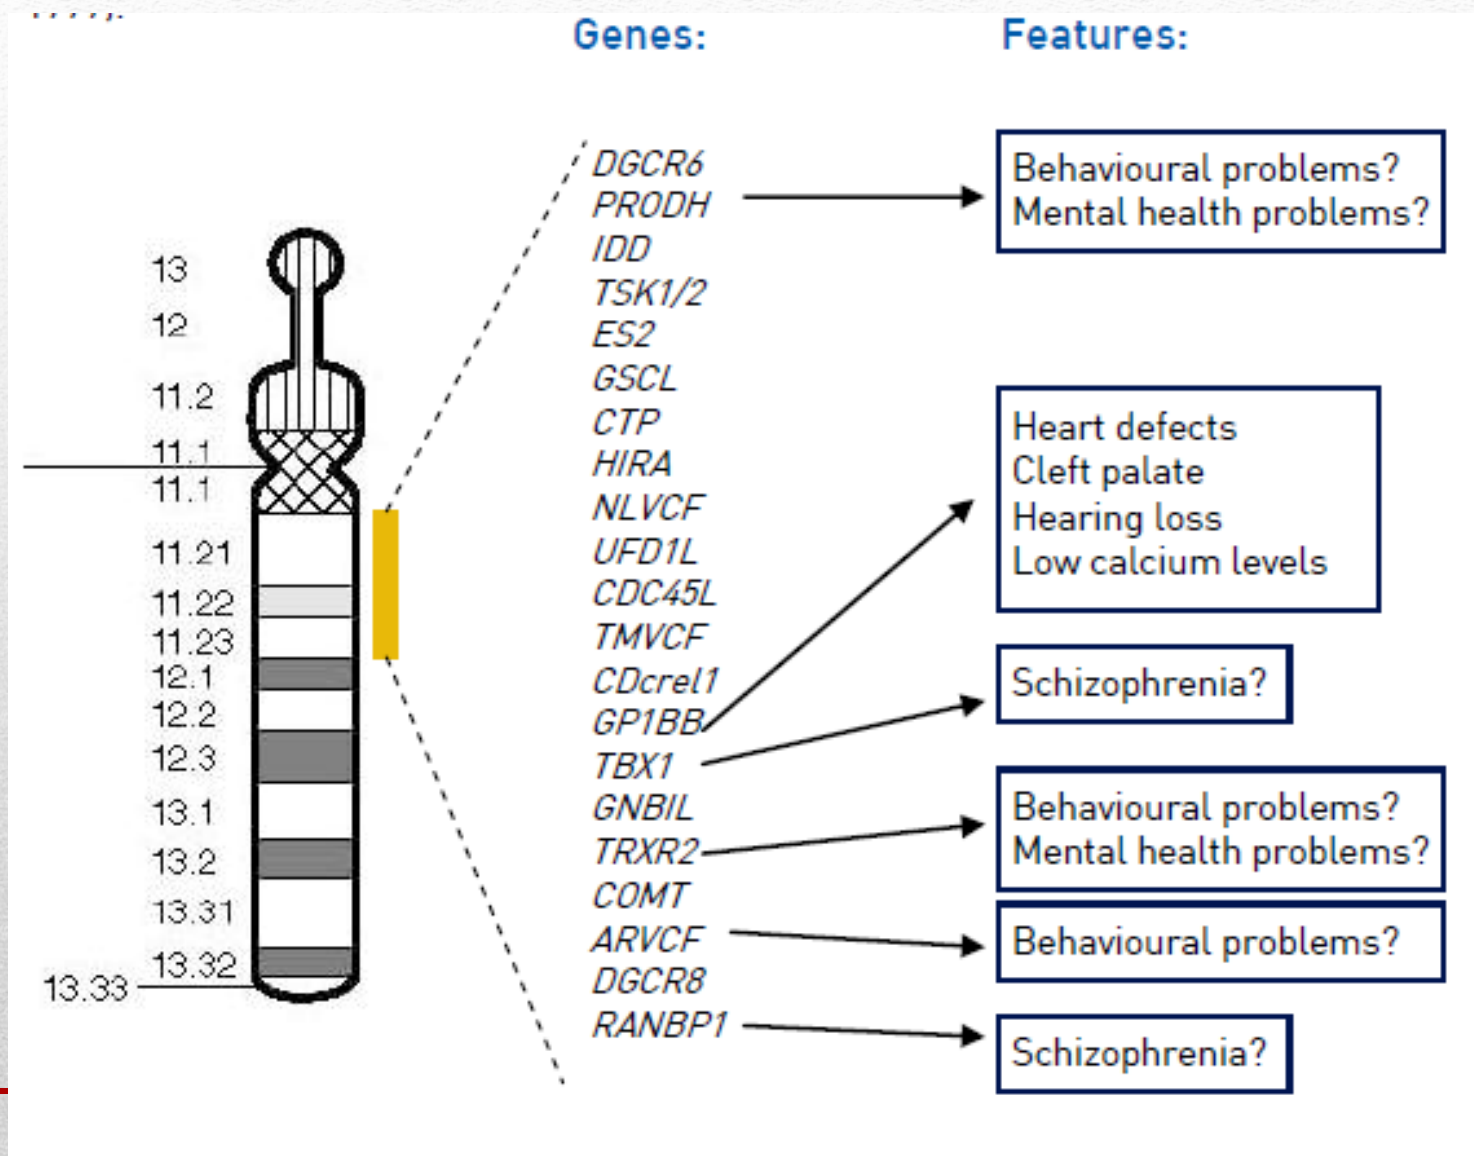 Genes:
Features:
13
12
11.2
11.1
11.1
11.21
11.22
11.23
12.1
12.2
12.3
13.1
13.2
13.31
13.32
13.33
DGCR6
PRODH
IDD
TSK1/2
ES2
GSCL
CTP
HIRA
NLVCF
UFD1L
CDC45L
TMVCF
CDcrel1
GP1BB
TBX1
GNBIL
TRXR2
COMT
ARVCF
DGCR8
RANBP1
Behavioural problems?
Mental health problems?
Heart defects
Cleft palate
Hearing loss
Low calcium levels
Schizophrenia?
Behavioural problems?
Mental health problems?
Behavioural problems?
Schizophrenia?